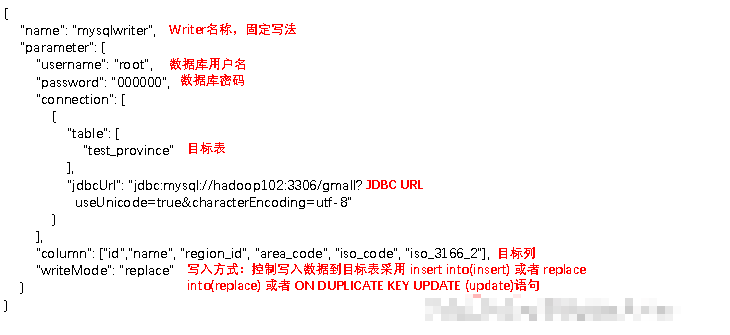 {
"name": "mysqlwriter", Writer名称，固定写法
"parameter": {
"username": "root", 数据库用户名
"password": "000000", 数据库密码
"connection": [
{
"table": [
"test_province" 目标表
],
"jdbcUrl": "jdbc:mysql://hadoop102:3306/gmall? JDBC URL
useUnicode=true&characterEncoding=utf-8"
}
],
"column": ["id","name", "region_id", "area_code", "iso_code", "iso_3166_2"], 目标列
"writeMode": "replace" 写入方式：控制写入数据到目标表采用 insert into(insert) 或者 replace
} into(replace) 或者 ON DUPLICATE KEY UPDATE (update)语句
}